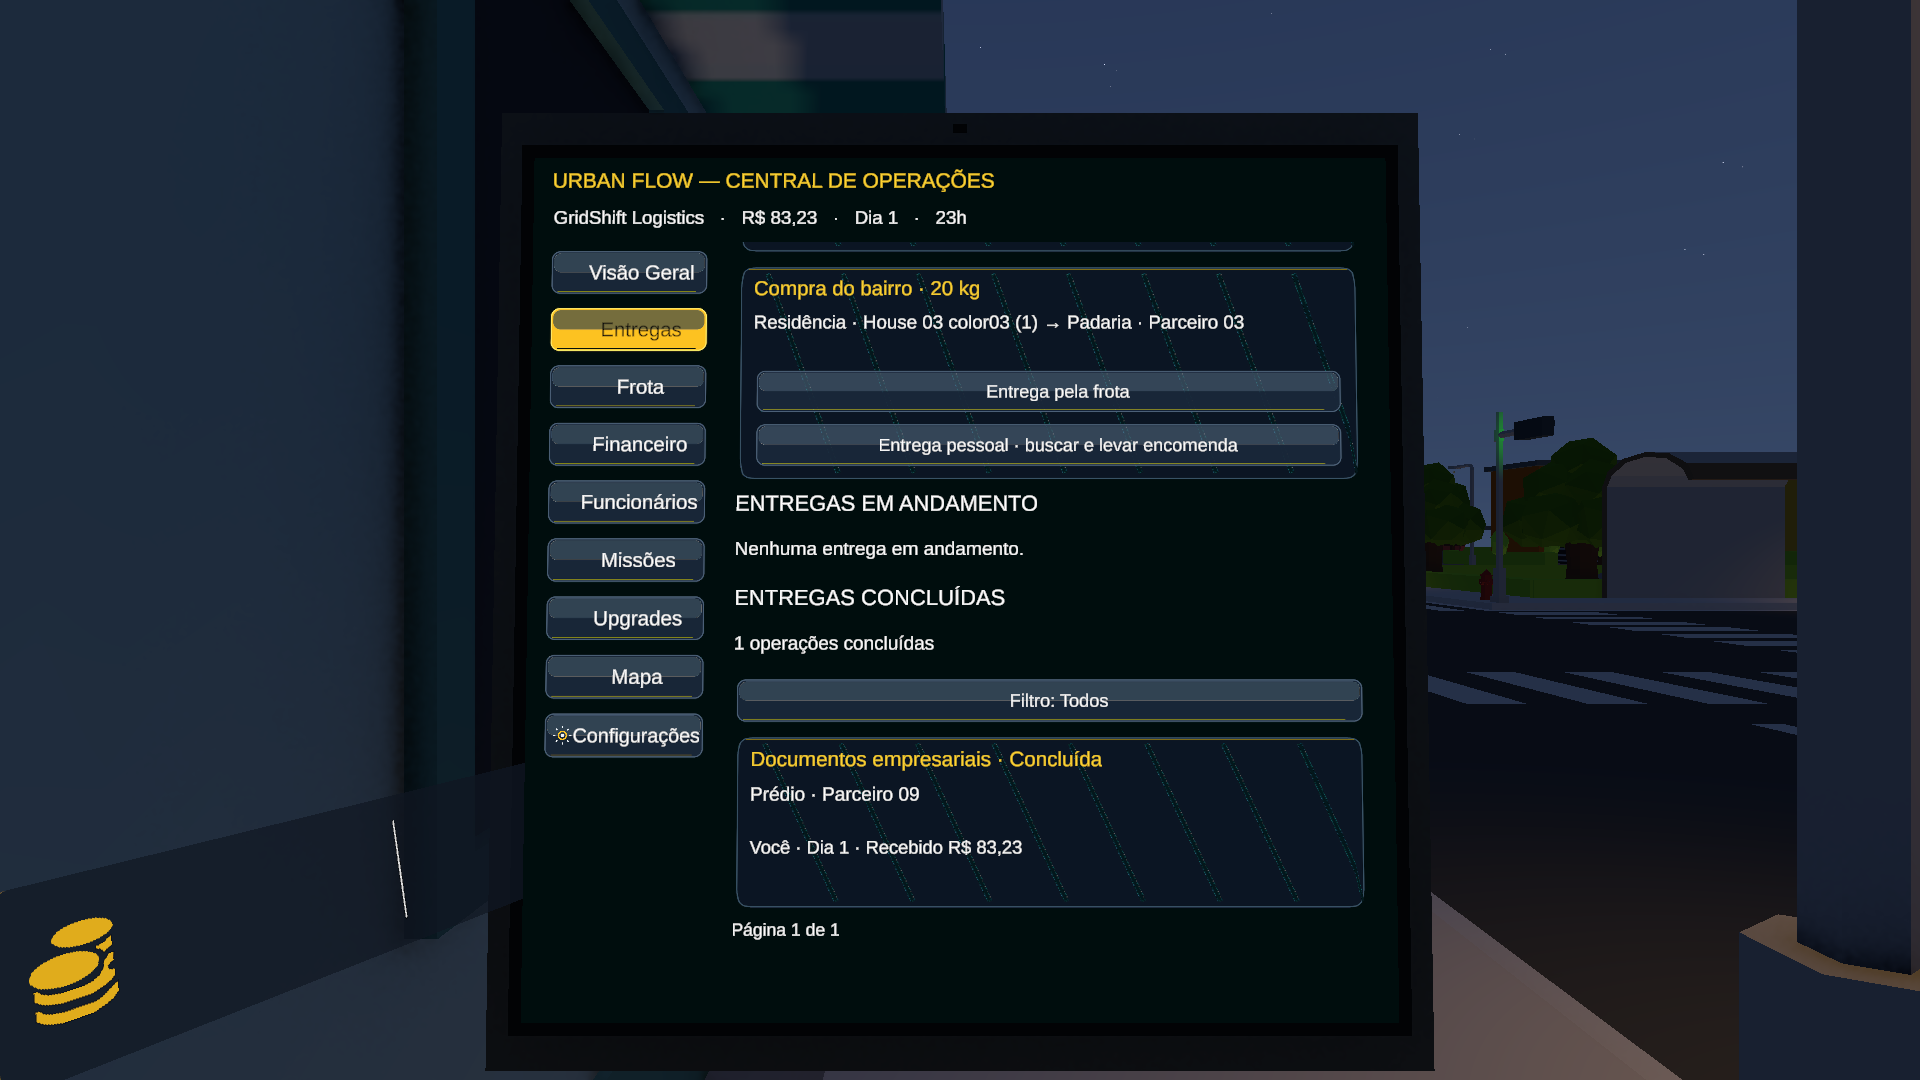 URBAN FLOW — CENTRAL DE OPERAÇÕES
GridShift Logistics · R$ 83,23 · Dia 1 · 23h
Visão Geral
Entregas
Frota
Financeiro
Funcionários
Missões
Upgrades
Mapa
Configurações
Compra do bairro · 20 kg
Residência · House 03 color03 (1) → Padaria · Parceiro 03
Entrega pela frota
Entrega pessoal · buscar e levar encomenda
ENTREGAS EM ANDAMENTO
Nenhuma entrega em andamento.
ENTREGAS CONCLUÍDAS
1 operações concluídas
Filtro: Todos
Documentos empresariais · Concluída
Prédio · Parceiro 09
Você · Dia 1 · Recebido R$ 83,23
Página 1 de 1